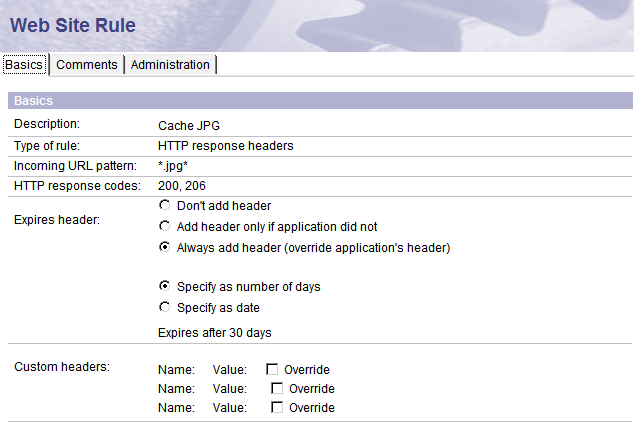 Web Site Rule
Basics Comments Administration
Basics
Description: Cache JPG
Type of rule: HTTP response headers
Incoming URL pattern: *.jpg*
HTTP response codes: 200, 206
Expires header: Don't add header
Add header only if application did not
Always add header (override application's header)
Specify as number of days
Specify as date
Expires after 30 days
Custom headers: Name: Value: Override
Name: Value: Override
Name: Value: Override